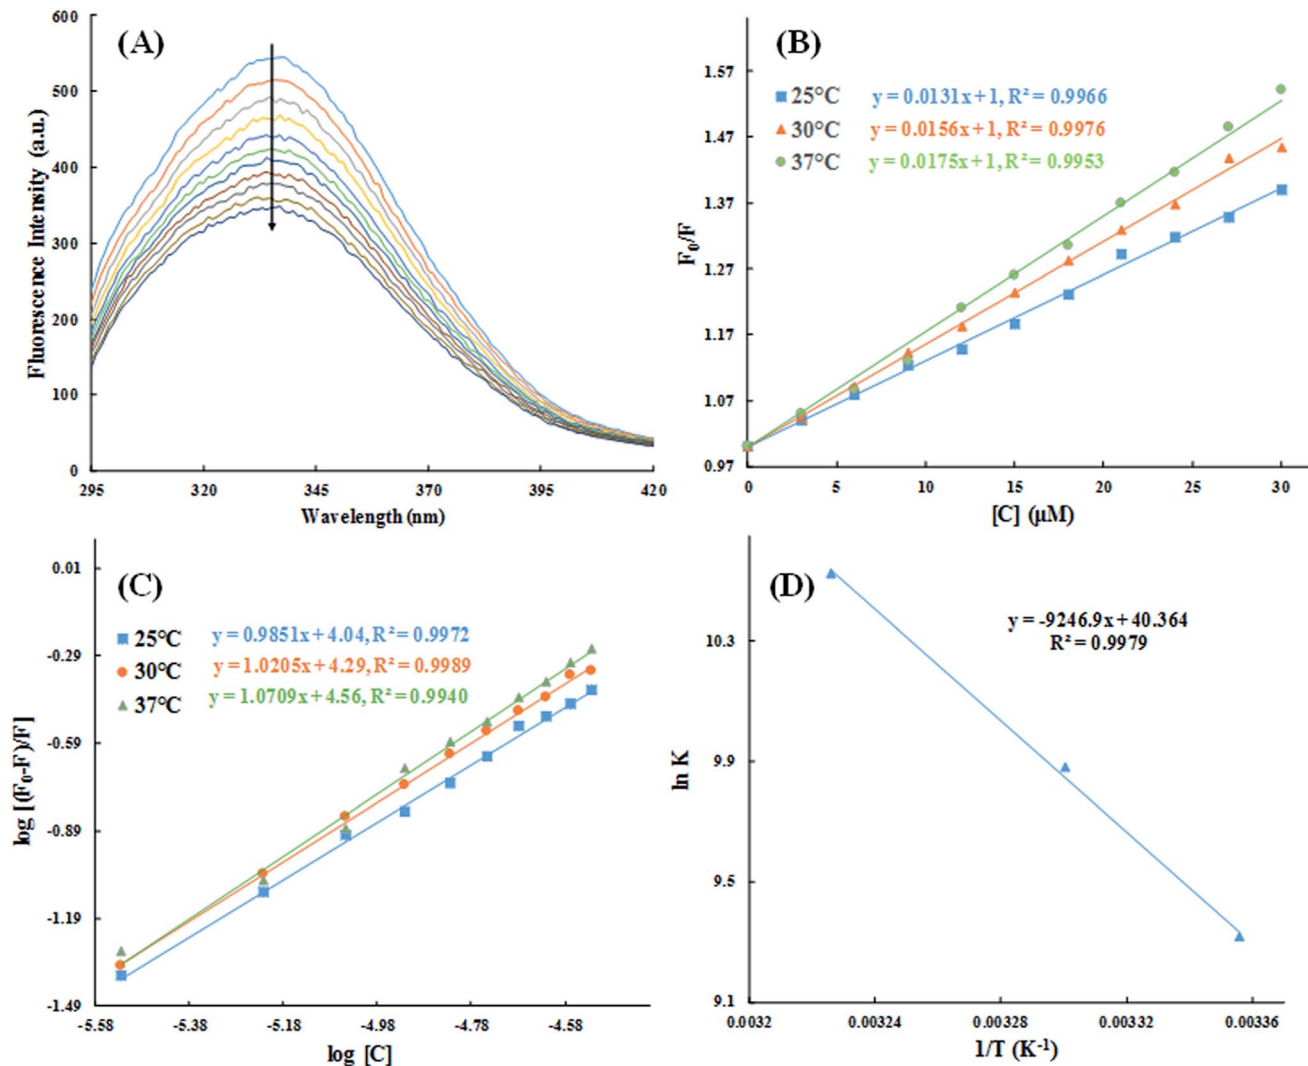 (A)
600
500
400
300
200
100
0
295 320 345 370 395 420
Fluorescence Intensity (a.u.)
Wavelength (nm)
(B)
25°C y = 0.0131x + 1, R² = 0.9966
30°C y = 0.0156x + 1, R² = 0.9976
37°C y = 0.0175x + 1, R² = 0.9953
1.57
1.47
1.37
1.27
1.17
1.07
0.97
0 5 10 15 20 25 30
F₀/F
[C] (µM)
(C)
25°C y = 0.9851x + 4.04, R² = 0.9972
30°C y = 1.0205x + 4.29, R² = 0.9989
37°C y = 1.0709x + 4.56, R² = 0.9940
0.01
-0.29
-0.59
-0.89
-1.19
-1.49
-5.58 -5.38 -5.18 -4.98 -4.78 -4.58
log [(F₀-F)/F]
log [C]
(D)
y = -9246.9x + 40.364
R² = 0.9979
10.3
9.9
9.5
9.1
0.0032 0.00324 0.00328 0.00332 0.00336
ln K
1/T (K⁻¹)